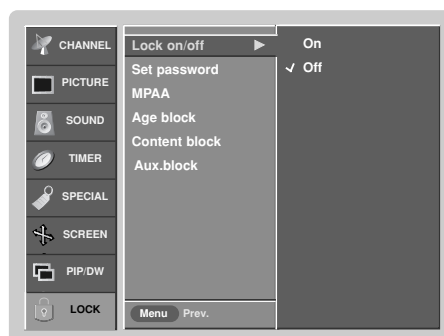 CHANNEL
PICTURE
SOUND
TIMER
SPECIAL
SCREEN
PIP/DW
LOCK
Lock on/off
Set password
MPAA
Age block
Content block
Aux.block
Menu Prev.
On
Off